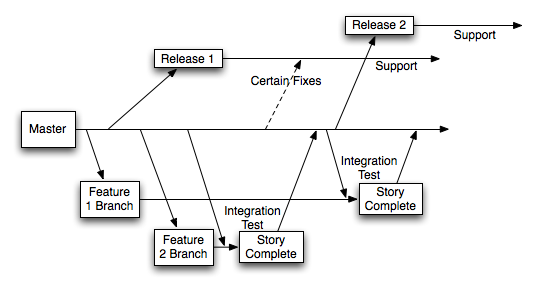 Release 2
Support
Release 1
Support
Certain Fixes
Master
Integration
Test
Feature
1 Branch
Story
Complete
Integration
Test
Feature
2 Branch
Story
Complete